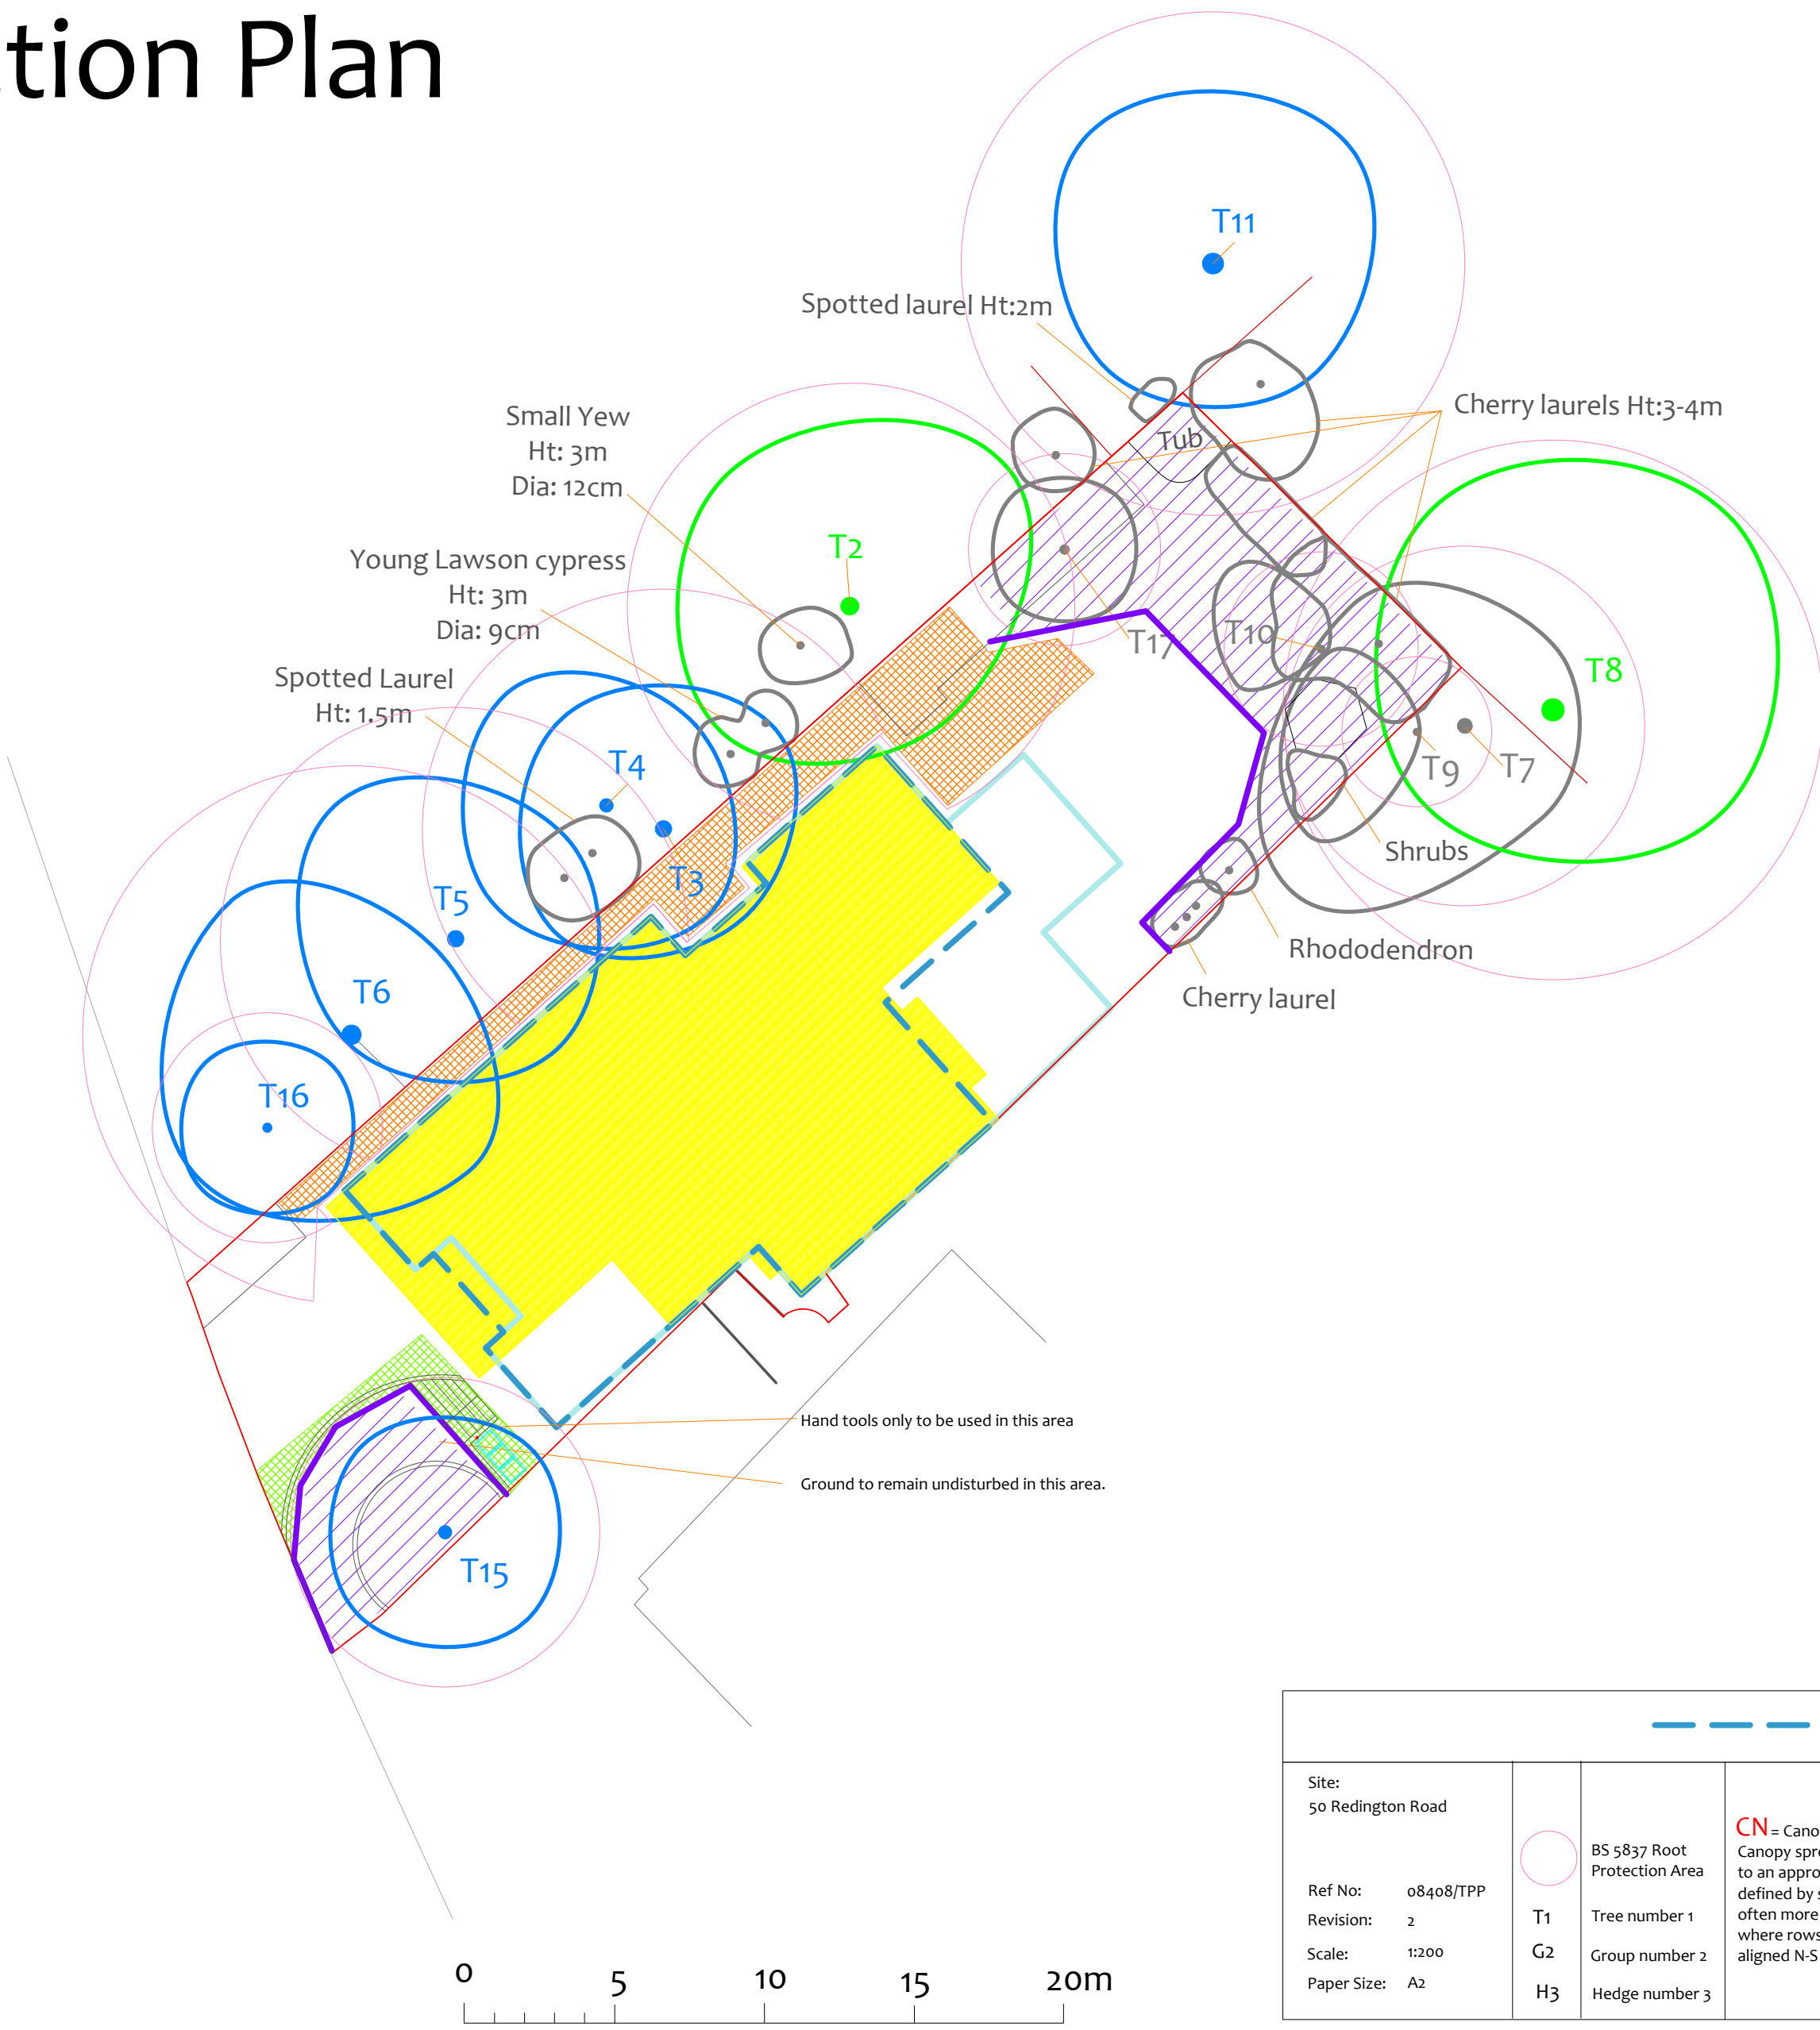 tion Plan
T11
Spotted laurel Ht:2m
Cherry laurels Ht:3-4m
Tub
Small Yew
Ht: 3m
Dia: 12cm
T2
Young Lawson cypress
Ht: 3m
Dia: 9cm
T17
T10
T8
Spotted Laurel
Ht: 1.5m
T4
T9
T7
Shrubs
T3
T5
Rhododendron
Cherry laurel
T6
T16
Hand tools only to be used in this area
Ground to remain undisturbed in this area.
T15
0 5 10 15 20m
Site:
50 Redington Road
Ref No: 08408/TPP
Revision: 2
Scale: 1:200
Paper Size: A2
BS 5837 Root
Protection Area
T1 Tree number 1
G2 Group number 2
H3 Hedge number 3
CN = Cano
Canopy spr
to an appro
defined by
often more
where rows
aligned N-S